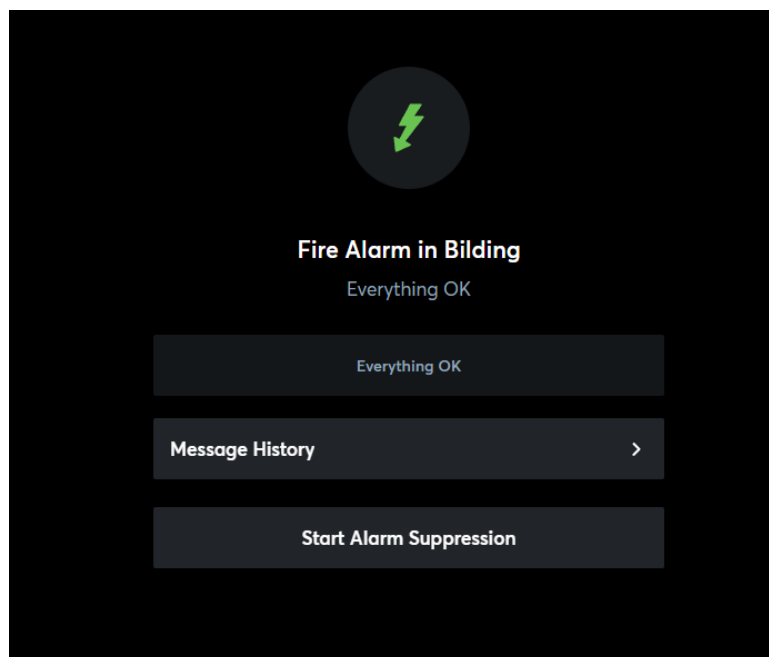 Fire Alarm in Bilding
Everything OK
Everything OK
Message History
Start Alarm Suppression